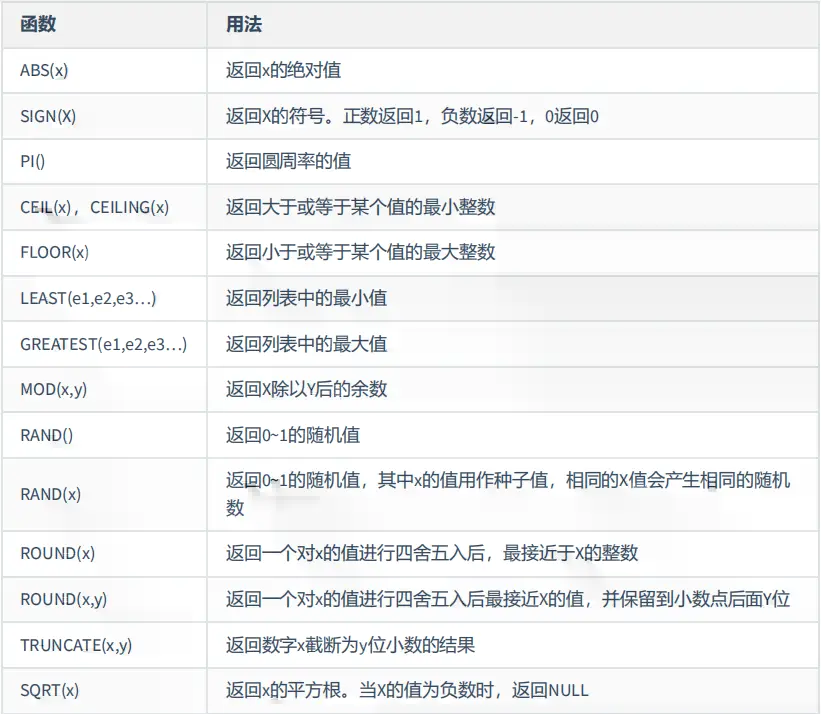 函数 用法
ABS(x) 返回x的绝对值
SIGN(X) 返回X的符号。正数返回1，负数返回-1，0返回0
PI() 返回圆周率的值
CEIL(x)，CEILING(x) 返回大于或等于某个值的最小整数
FLOOR(x) 返回小于或等于某个值的最大整数
LEAST(e1,e2,e3…) 返回列表中的最小值
GREATEST(e1,e2,e3…) 返回列表中的最大值
MOD(x,y) 返回X除以Y后的余数
RAND() 返回0~1的随机值
RAND(x) 返回0~1的随机值，其中x的值用作种子值，相同的X值会产生相同的随机
数
ROUND(x) 返回一个对x的值进行四舍五入后，最接近于X的整数
ROUND(x,y) 返回一个对x的值进行四舍五入后最接近X的值，并保留到小数点后面Y位
TRUNCATE(x,y) 返回数字x截断为y位小数的结果
SQRT(x) 返回x的平方根。当X的值为负数时，返回NULL